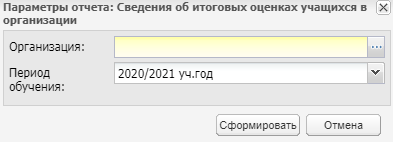 Параметры отчета: Сведения об итоговых оценках учащихся в
организации
Организация:
Период
обучения:
2020/2021 уч.год
Сформировать
Отмена